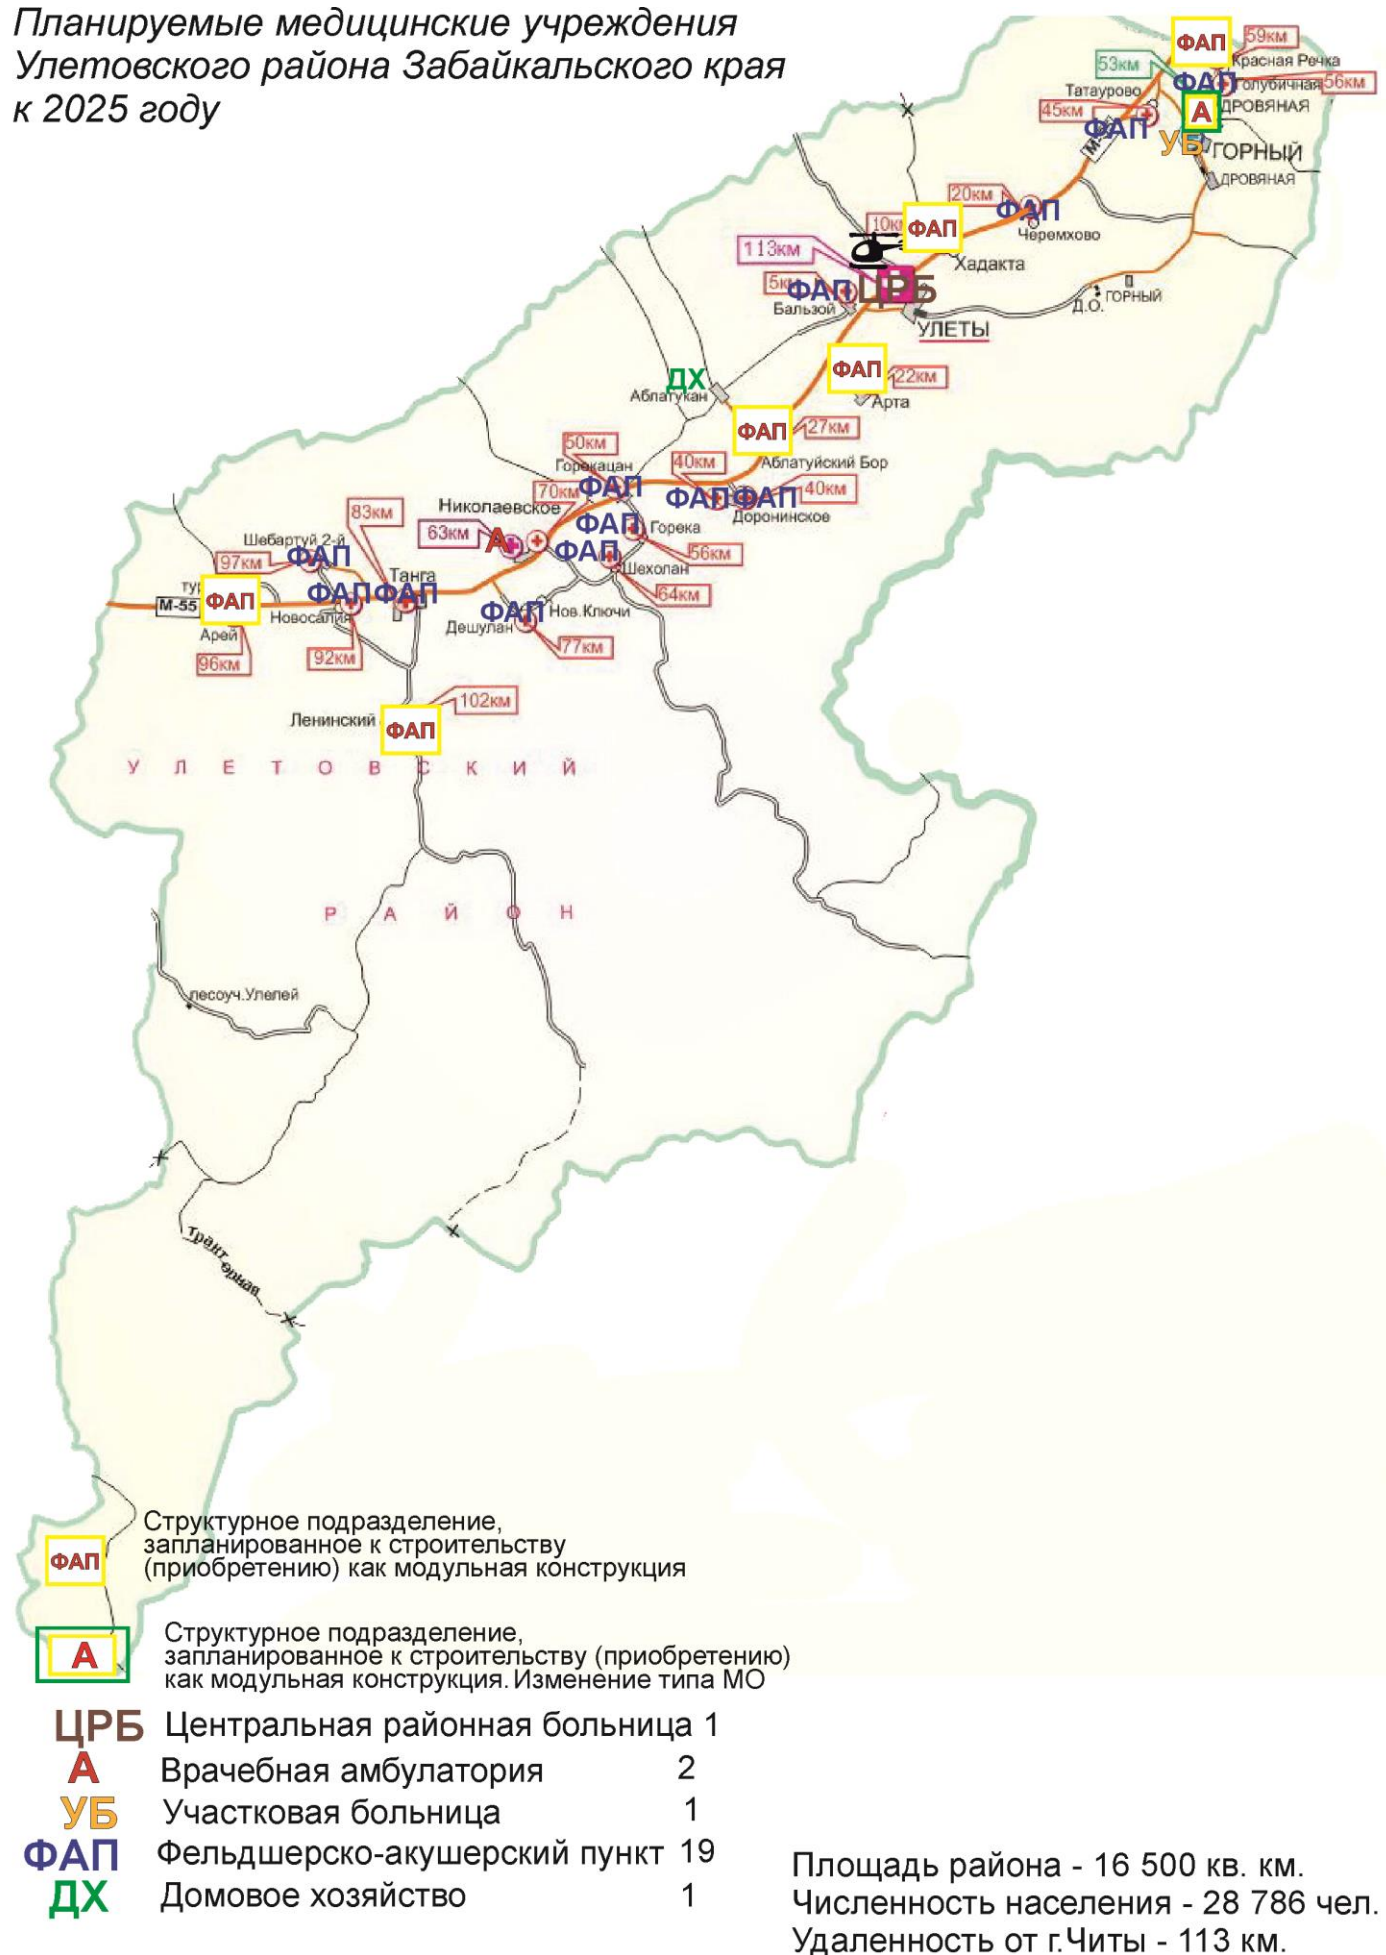 Планируемые медицинские учреждения
Улетовского района Забайкальского края
к 2025 году
ФАП
59км
Красная Речка
53км
ФАП
Голубичная
56км
Татаурово
45км
А
ДРОВЯНАЯ
ФАП
УБ
ГОРНЫЙ
ДРОВЯНАЯ
20км
ФАП
Черемхово
10км
ФАП
Хадакта
113км
5км
ФАП
ЦРБ
Бальзой
УЛЕТЫ
Д.О.
ГОРНЫЙ
ФАП
22км
Арта
ДХ
Аблатукан
ФАП
27км
Аблатуйский Бор
50км
Горекацан
ФАП
40км
ФАП
ФАП
40км
Доронинское
70км
Николаевское
63км
А
ФАП
Горека
56км
ФАП
Шехолан
64км
83км
Шебартуй 2-й
ФАП
97км
Танга
ФАП
ФАП
М-55
ФАП
Новосалия
Арей
96км
92км
ФАП
Нов.Ключи
Дешулан
77км
102км
Ленинский
ФАП
УЛЕТОВСКИЙ
РАЙОН
лесоуч.Улелей
тракторная
ФАП
Структурное подразделение,
запланированное к строительству
(приобретению) как модульная конструкция
А
Структурное подразделение,
запланированное к строительству (приобретению)
как модульная конструкция. Изменение типа МО
ЦРБ Центральная районная больница 1
А Врачебная амбулатория 2
УБ Участковая больница 1
ФАП Фельдшерско-акушерский пункт 19
ДХ Домовое хозяйство 1
Площадь района - 16 500 кв. км.
Численность населения - 28 786 чел.
Удаленность от г.Читы - 113 км.